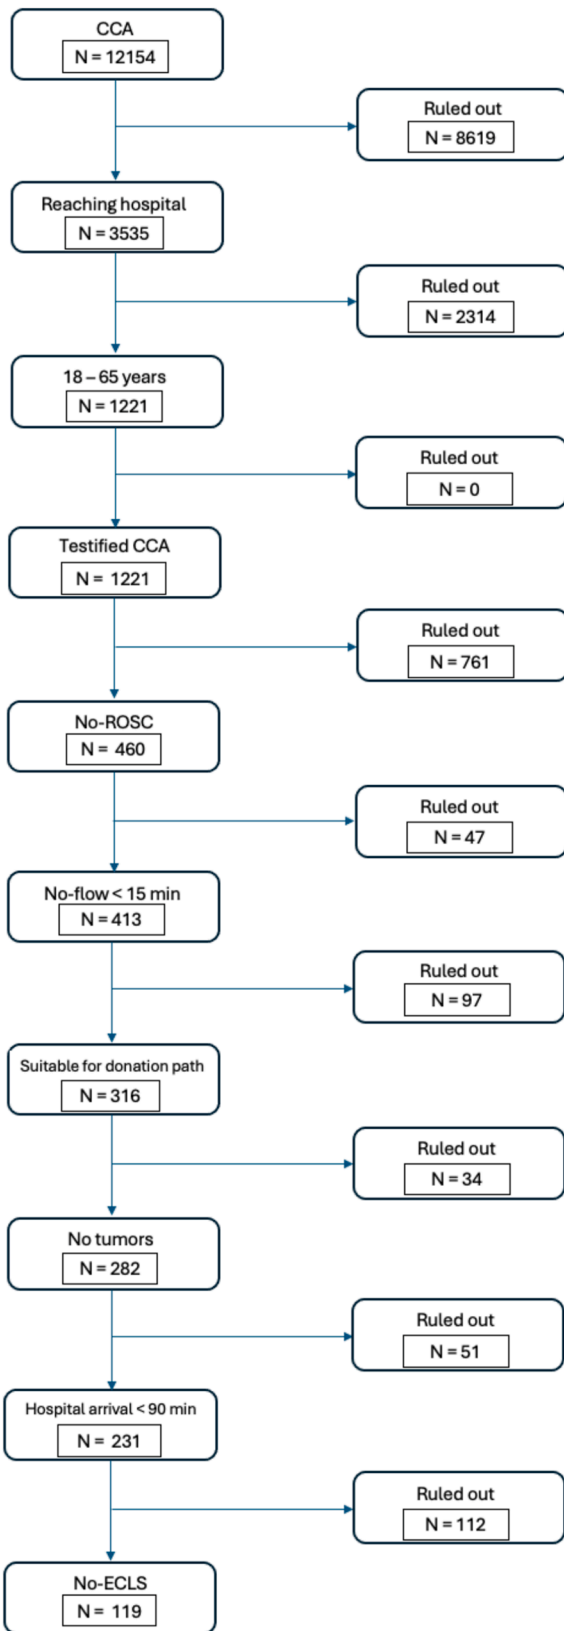 CCA
N = 12154
Ruled out
N = 8619
Reaching hospital
N = 3535
Ruled out
N = 2314
18 – 65 years
N = 1221
Ruled out
N = 0
Testified CCA
N = 1221
Ruled out
N = 761
No-ROSC
N = 460
Ruled out
N = 47
No-flow < 15 min
N = 413
Ruled out
N = 97
Suitable for donation path
N = 316
Ruled out
N = 34
No tumors
N = 282
Ruled out
N = 51
Hospital arrival < 90 min
N = 231
Ruled out
N = 112
No-ECLS
N = 119